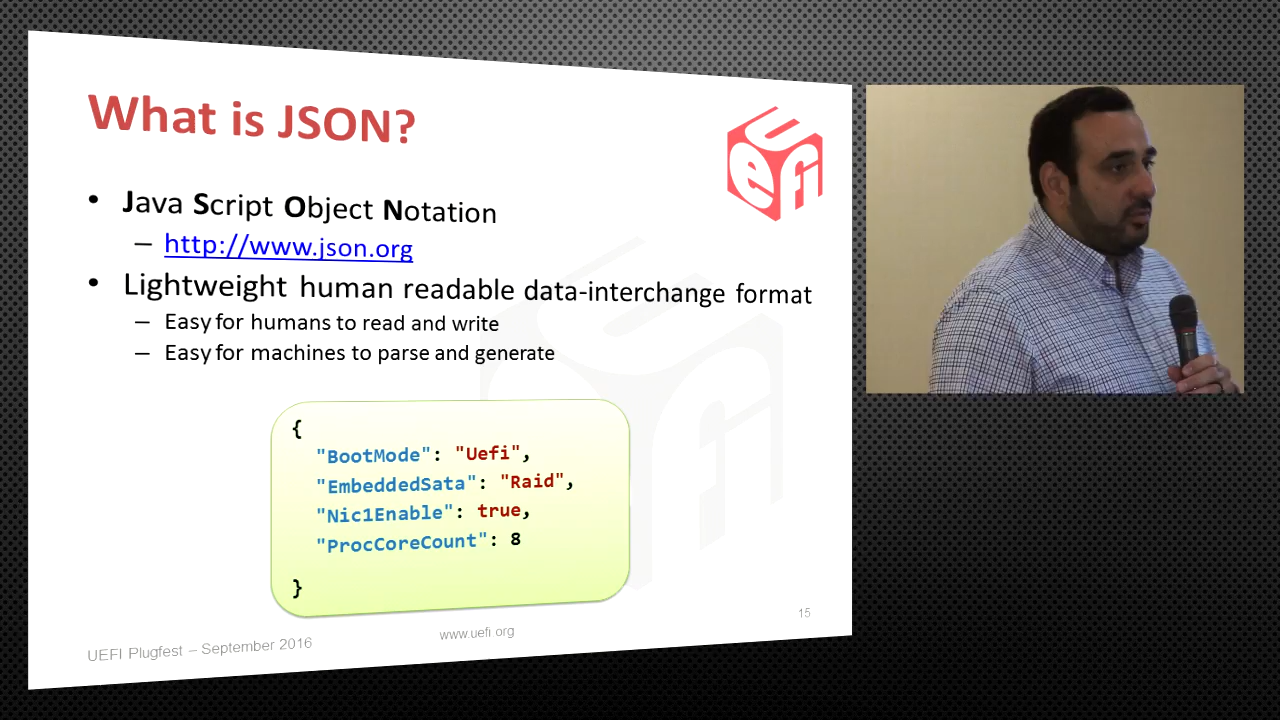 What is JSON?
uefi
• Java Script Object Notation
– http://www.json.org
• Lightweight human readable data-interchange format
– Easy for humans to read and write
– Easy for machines to parse and generate
{
"BootMode": "Uefi",
"EmbeddedSata": "Raid",
"Nic1Enable": true,
"ProcCoreCount": 8
}
UEFI Plugfest – September 2016
www.uefi.org
15